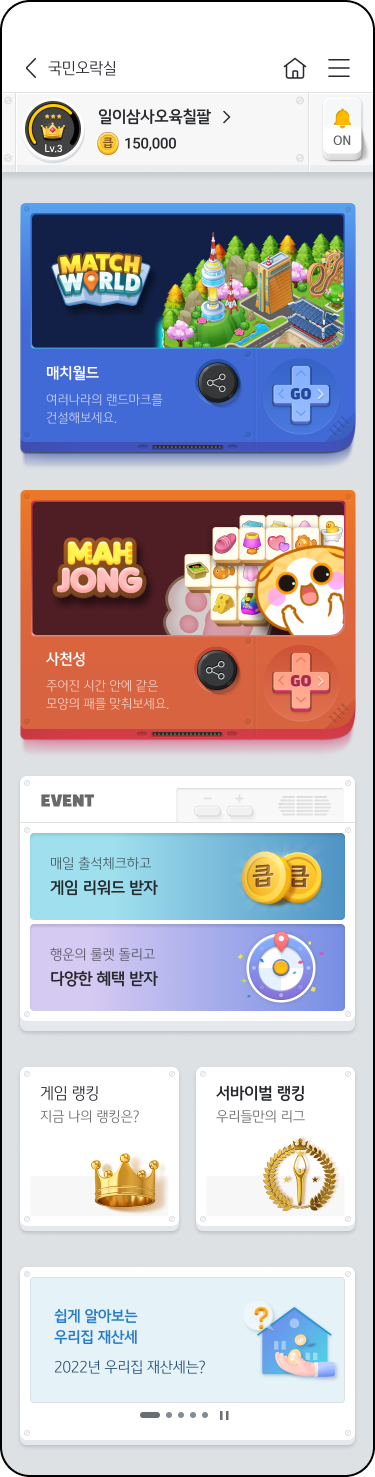 국민오락실
Lv.3
일이삼사오육칠팔
큽 150,000
ON
MATCH
WORLD
매치월드
여러나라의 랜드마크를
건설해보세요.
GO
MAH
JONG
사천성
주어진 시간 안에 같은
모양의 패를 맞춰보세요.
GO
EVENT
매일 출석체크하고
게임 리워드 받자
큽 큽
행운의 룰렛 돌리고
다양한 혜택 받자
게임 랭킹
지금 나의 랭킹은?
서바이벌 랭킹
우리들만의 리그
쉽게 알아보는
우리집 재산세
2022년 우리집 재산세는?
?